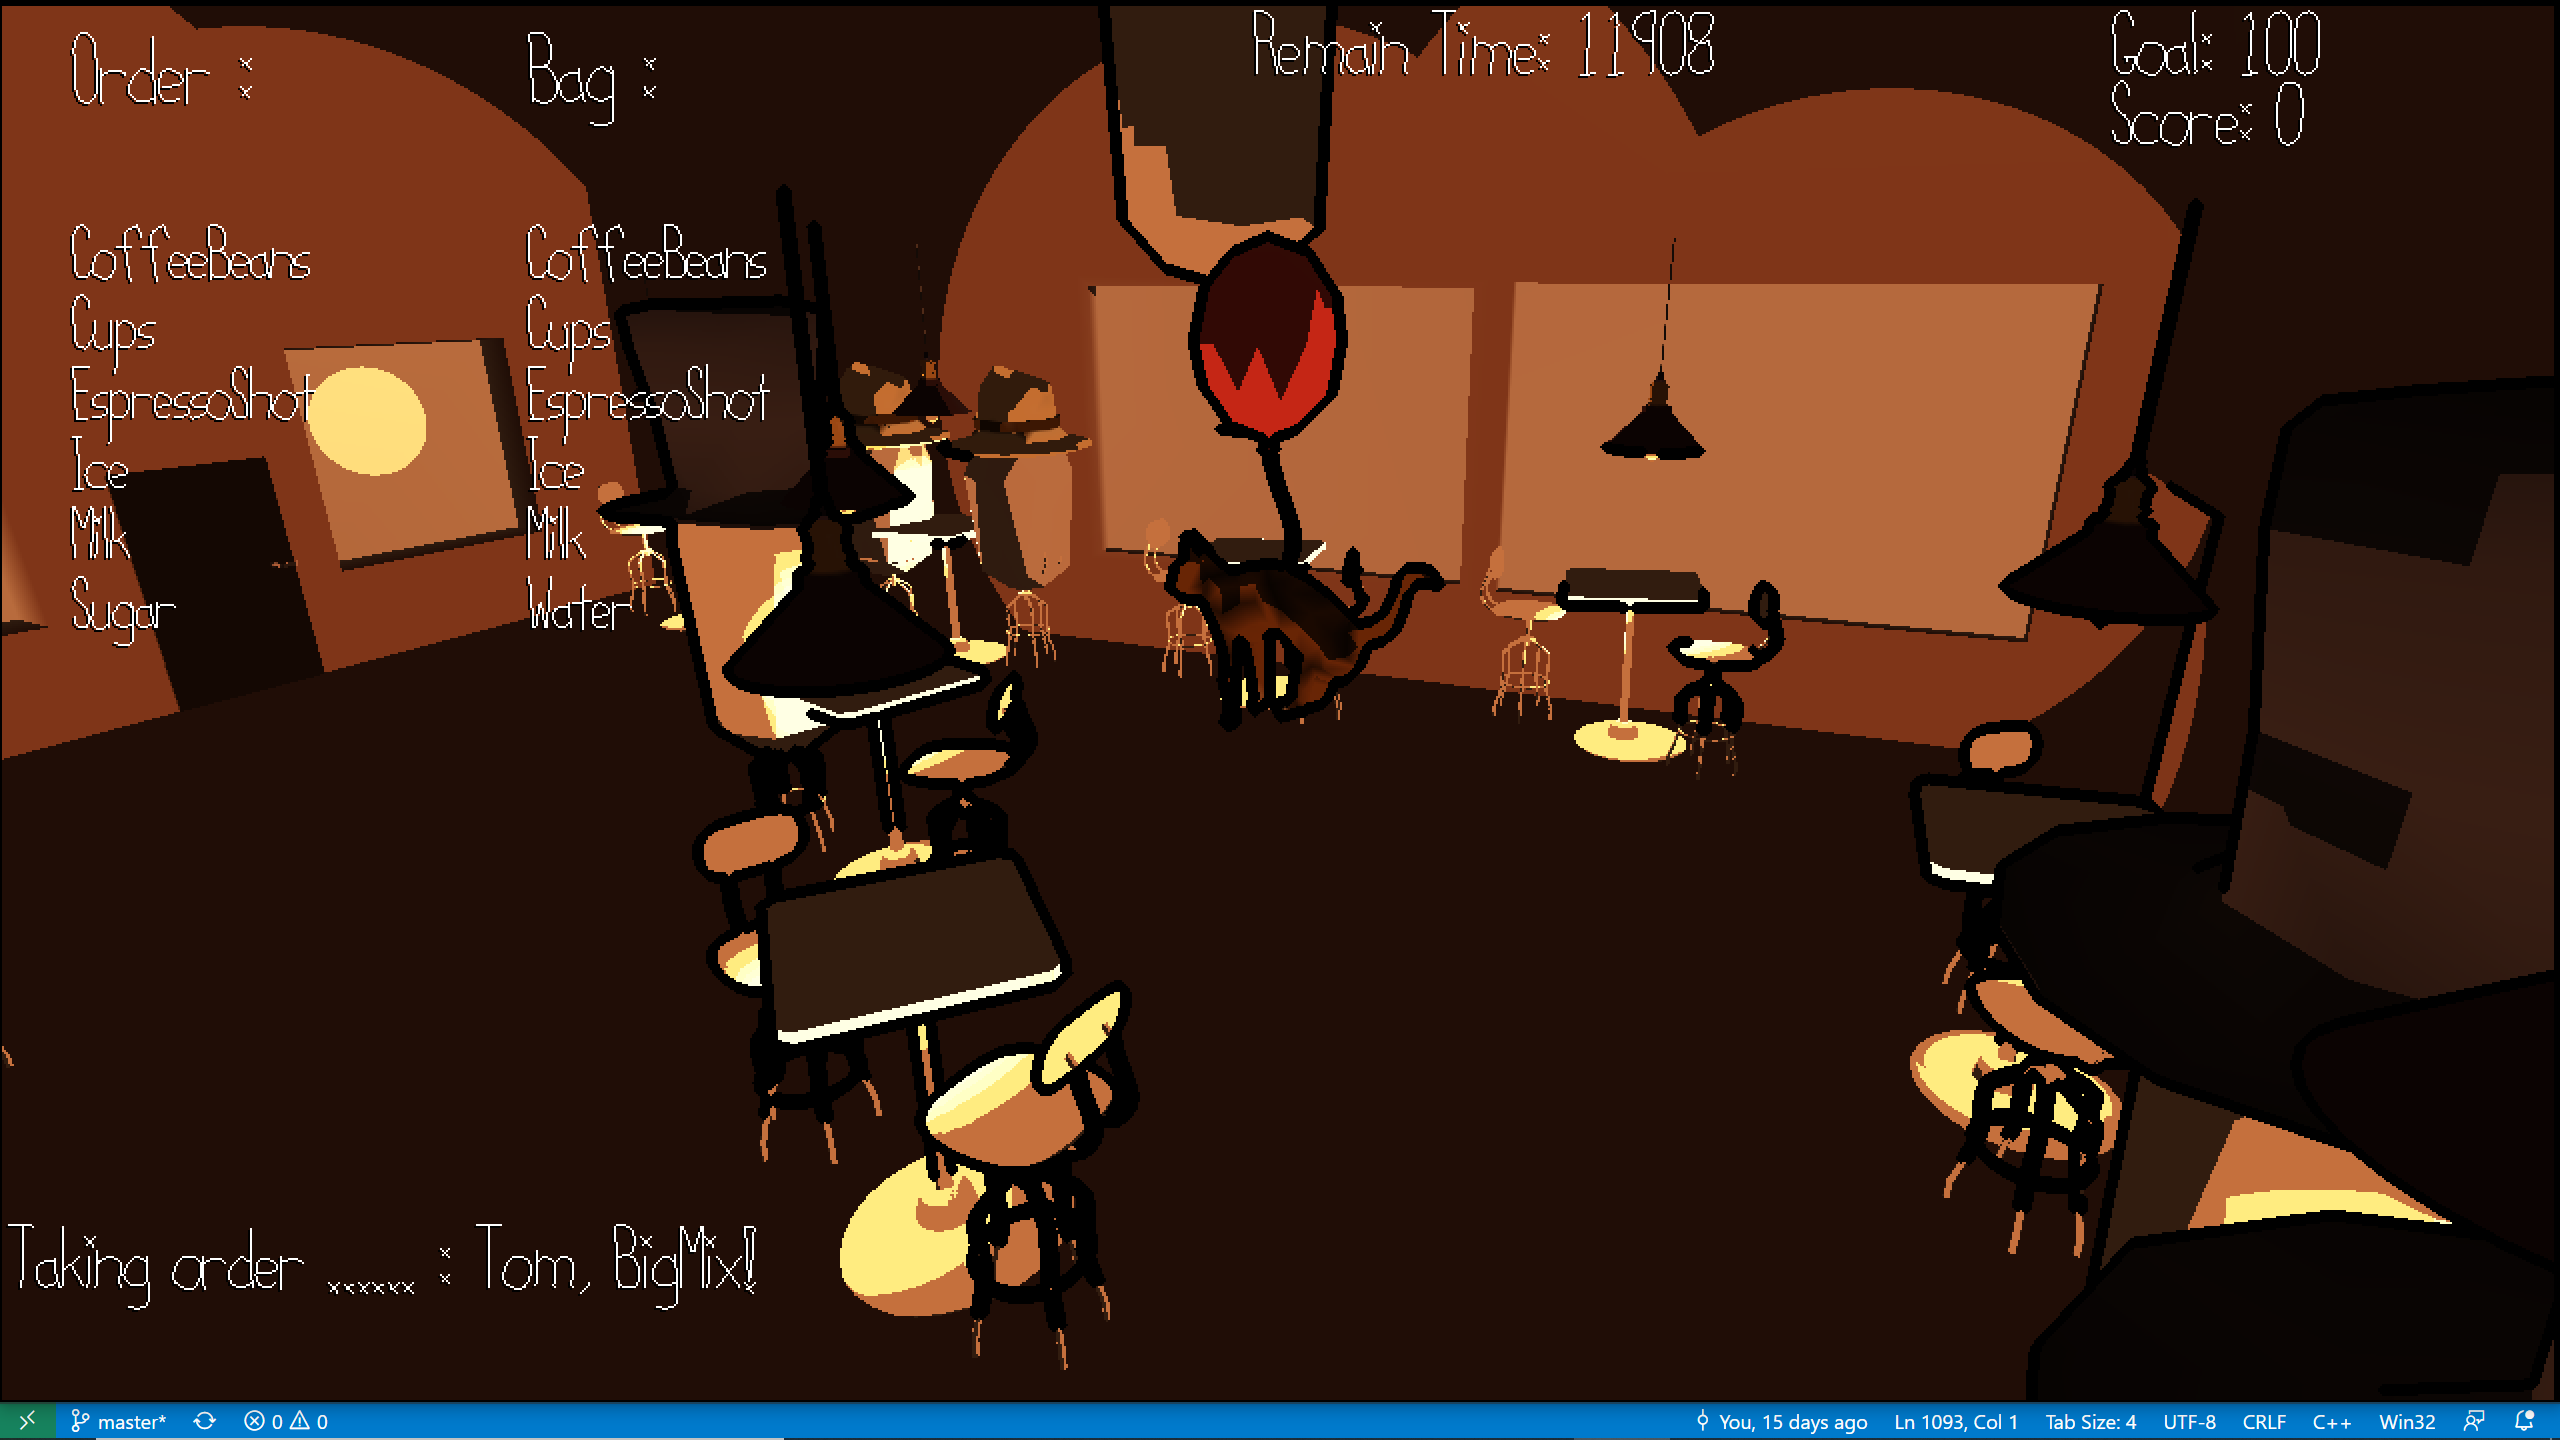 Order : Bag : Remain Time: 11908 Goal: 100
Score: 0
CoffeeBeans CoffeeBeans
Cups Cups
EspressoShot EspressoShot
Ice Ice
Milk Milk
Sugar Water
Taking order ...... : Tom, BigMix!
master* 0 0 You, 15 days ago Ln 1093, Col 1 Tab Size: 4 UTF-8 CRLF C++ Win32